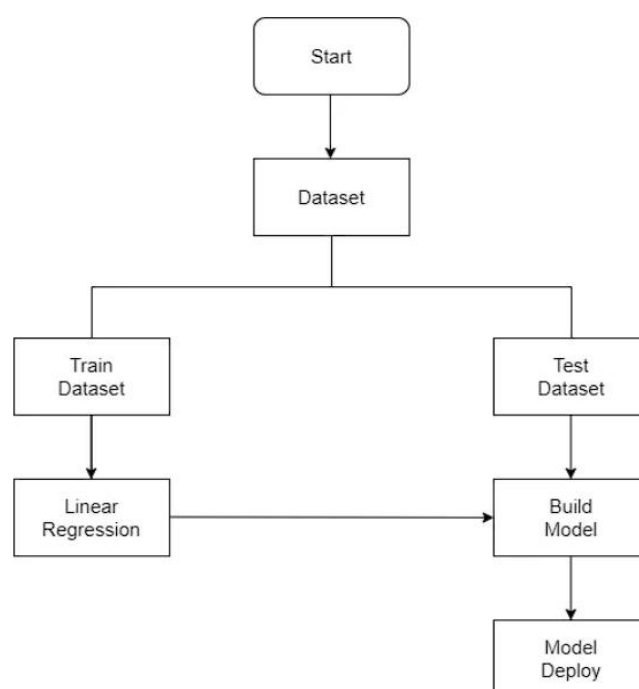 Start
Dataset
Train
Dataset
Test
Dataset
Linear
Regression
Build
Model
Model
Deploy